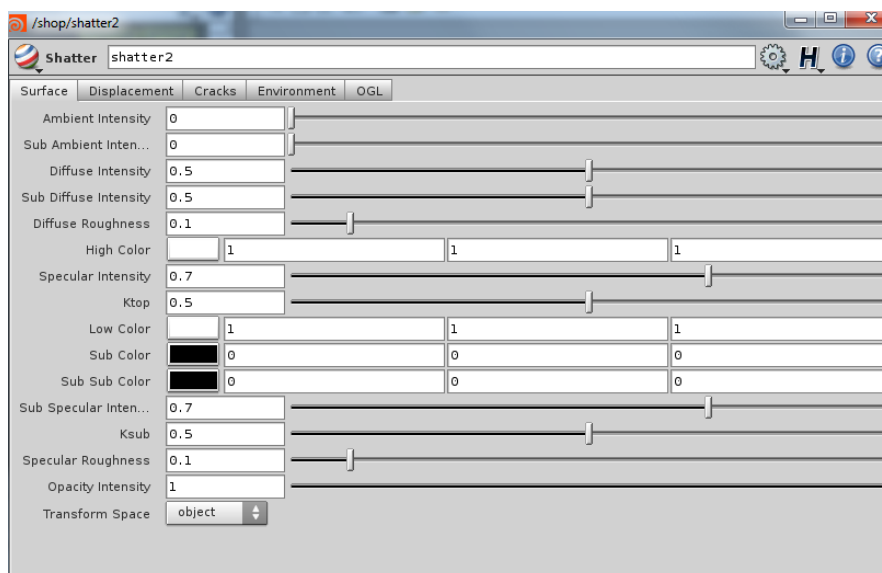 /shop/shatter2
Shatter shatter2
Surface Displacement Cracks Environment OGL
Ambient Intensity 0
Sub Ambient Inten... 0
Diffuse Intensity 0.5
Sub Diffuse Intensity 0.5
Diffuse Roughness 0.1
High Color 1 1 1
Specular Intensity 0.7
Ktop 0.5
Low Color 1 1 1
Sub Color 0 0 0
Sub Sub Color 0 0 0
Sub Specular Inten... 0.7
Ksub 0.5
Specular Roughness 0.1
Opacity Intensity 1
Transform Space object